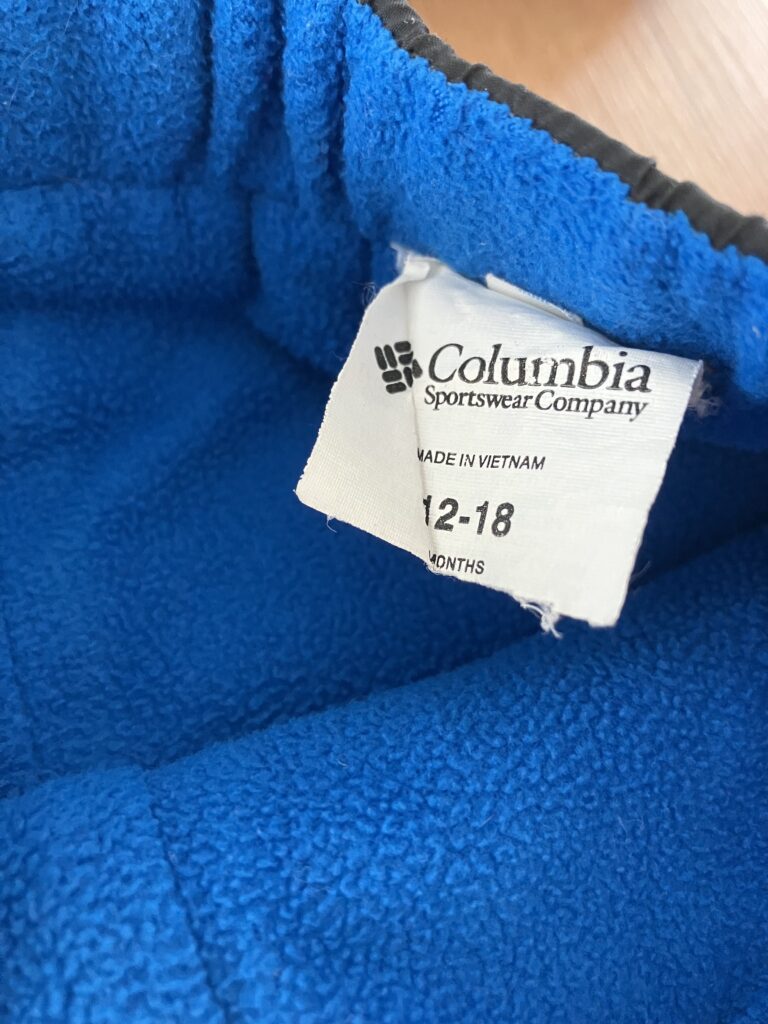 Columbia
Sportswear Company
MADE IN VIETNAM
12-18
MONTHS